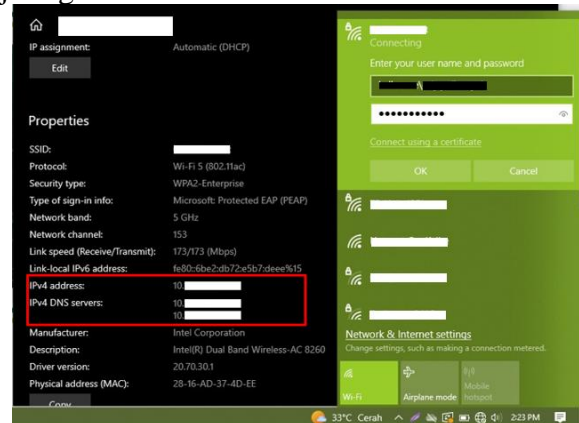 IP assignment: Automatic (DHCP)
Edit
Properties
SSID:
Protocol: Wi-Fi 5 (802.11ac)
Security type: WPA2-Enterprise
Type of sign-in info: Microsoft: Protected EAP (PEAP)
Network band: 5 GHz
Network channel: 153
Link speed (Receive/Transmit): 173/173 (Mbps)
Link-local IPv6 address: fe80::6be2:db72:e5b7:deee%15
IPv4 address: 10.
IPv4 DNS servers: 10.
10.
Manufacturer: Intel Corporation
Description: Intel(R) Dual Band Wireless-AC 8260
Driver version: 20.70.30.1
Physical address (MAC): 28-16-AD-37-4D-EE
Copy
Connecting
Enter your user name and password
●●●●●●●●●●●
Connect using a certificate
OK Cancel
Network & Internet settings
Change settings, such as making a connection metered.
Wi-Fi
Airplane mode
Mobile
hotspot
33°C Cerah 2:23 PM